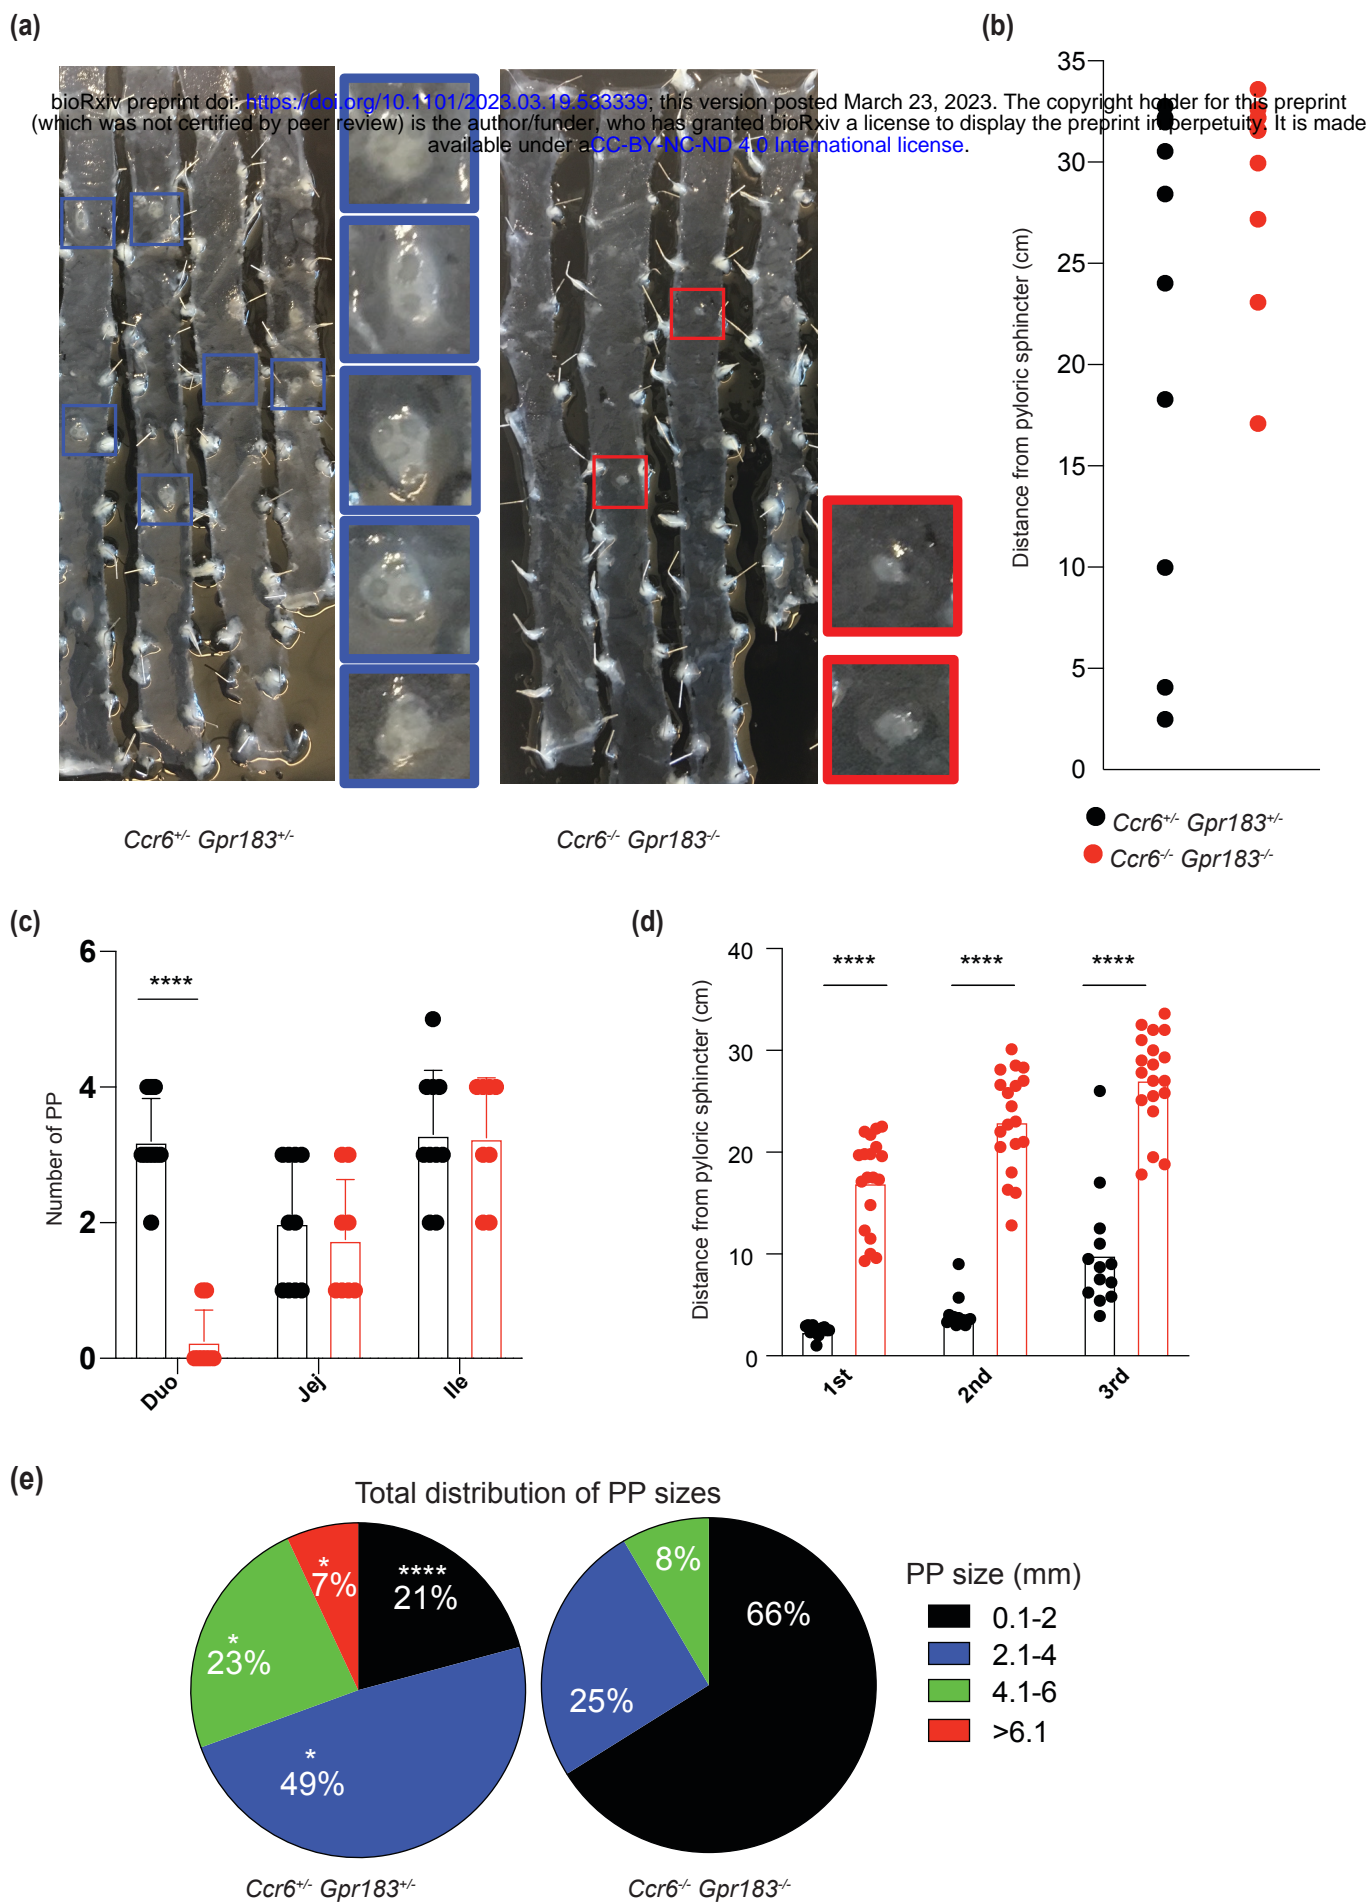 (a)
(b)
bioRxiv preprint doi: https://doi.org/10.1101/2023.03.19.533339; this version posted March 23, 2023. The copyright holder for this preprint
(which was not certified by peer review) is the author/funder, who has granted bioRxiv a license to display the preprint in perpetuity. It is made
available under aCC-BY-NC-ND 4.0 International license.
35
30
25
20
15
10
5
0
Distance from pyloric sphincter (cm)
Ccr6+/- Gpr183+/-
Ccr6-/- Gpr183-/-
Ccr6+/- Gpr183+/-
Ccr6-/- Gpr183-/-
(c)
6
4
2
0
Number of PP
****
Duo
Jej
Ile
(d)
40
30
20
10
0
Distance from pyloric sphincter (cm)
****
****
****
1st
2nd
3rd
(e)
Total distribution of PP sizes
*
7%
****
21%
*
23%
*
49%
8%
66%
25%
PP size (mm)
0.1-2
2.1-4
4.1-6
>6.1
Ccr6+/- Gpr183+/-
Ccr6-/- Gpr183-/-